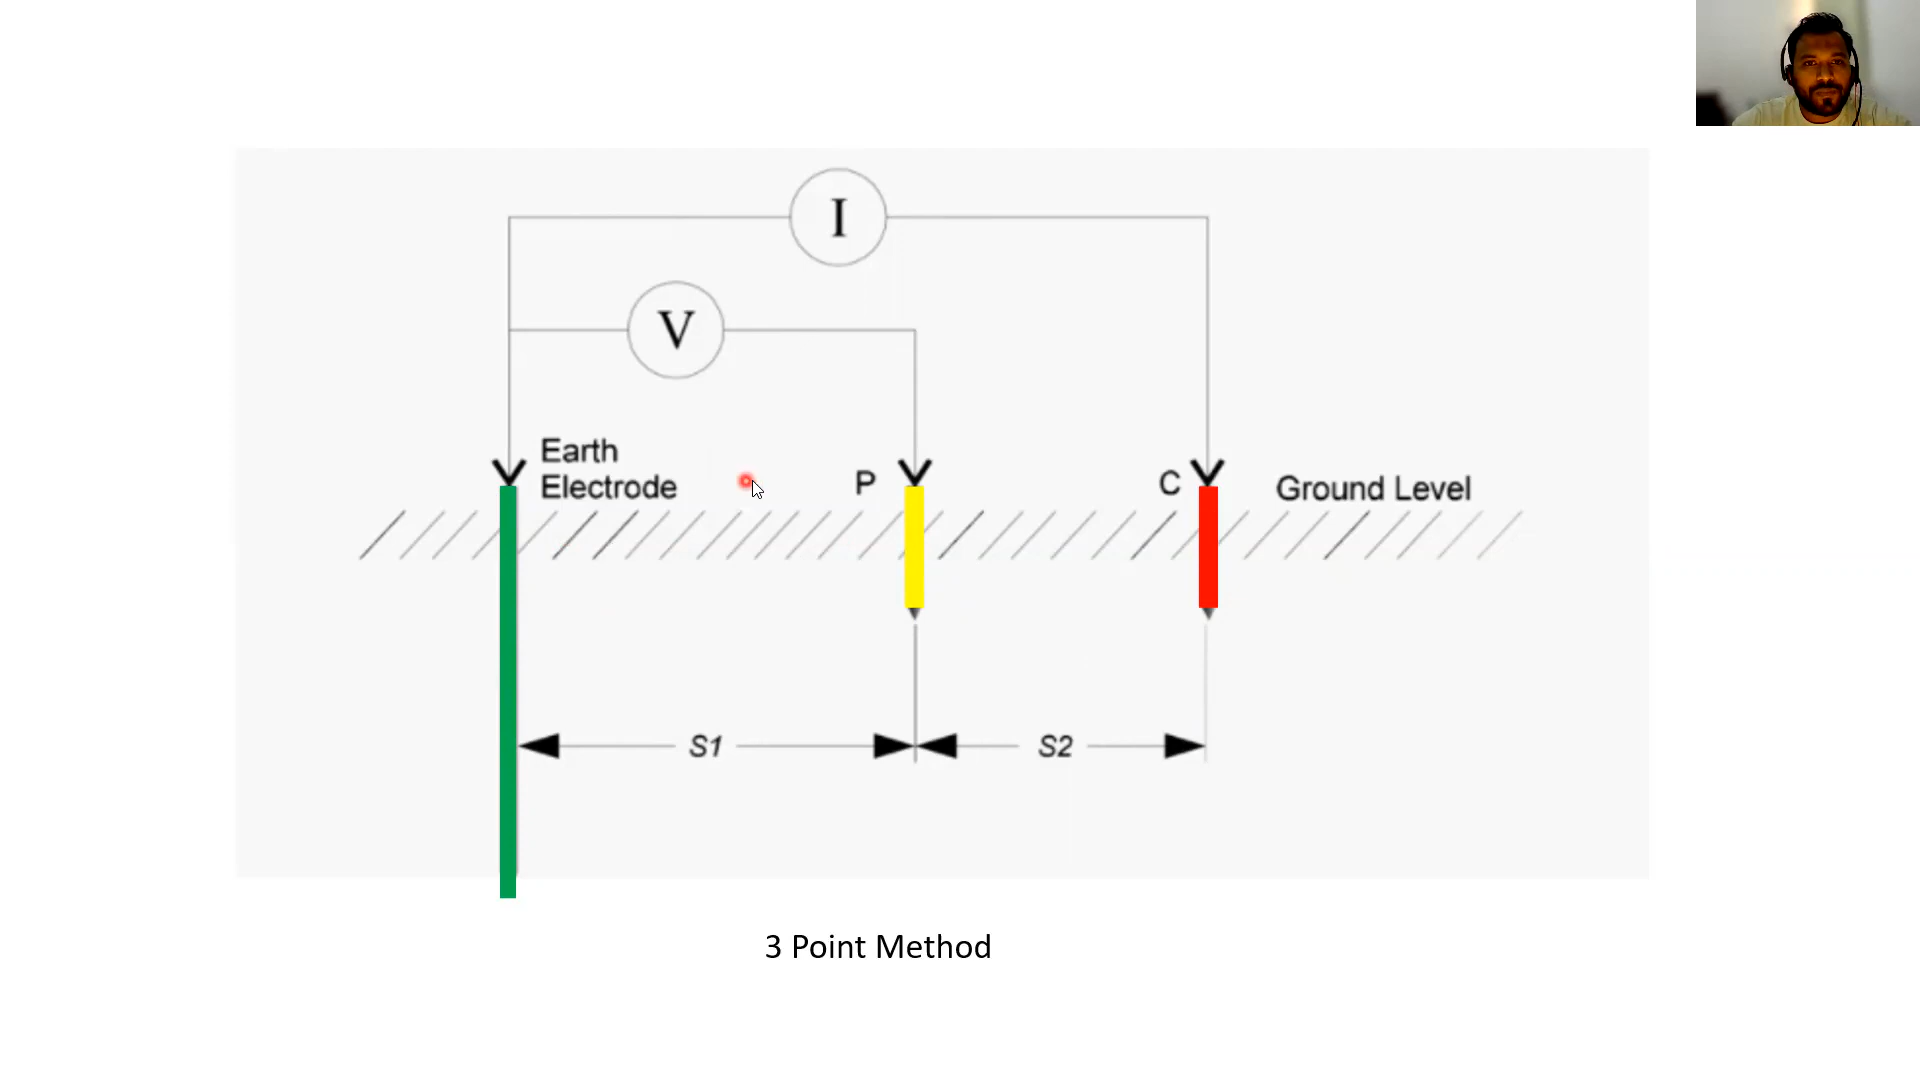 I
V
Earth
Electrode
P
C
Ground Level
S1
S2
3 Point Method